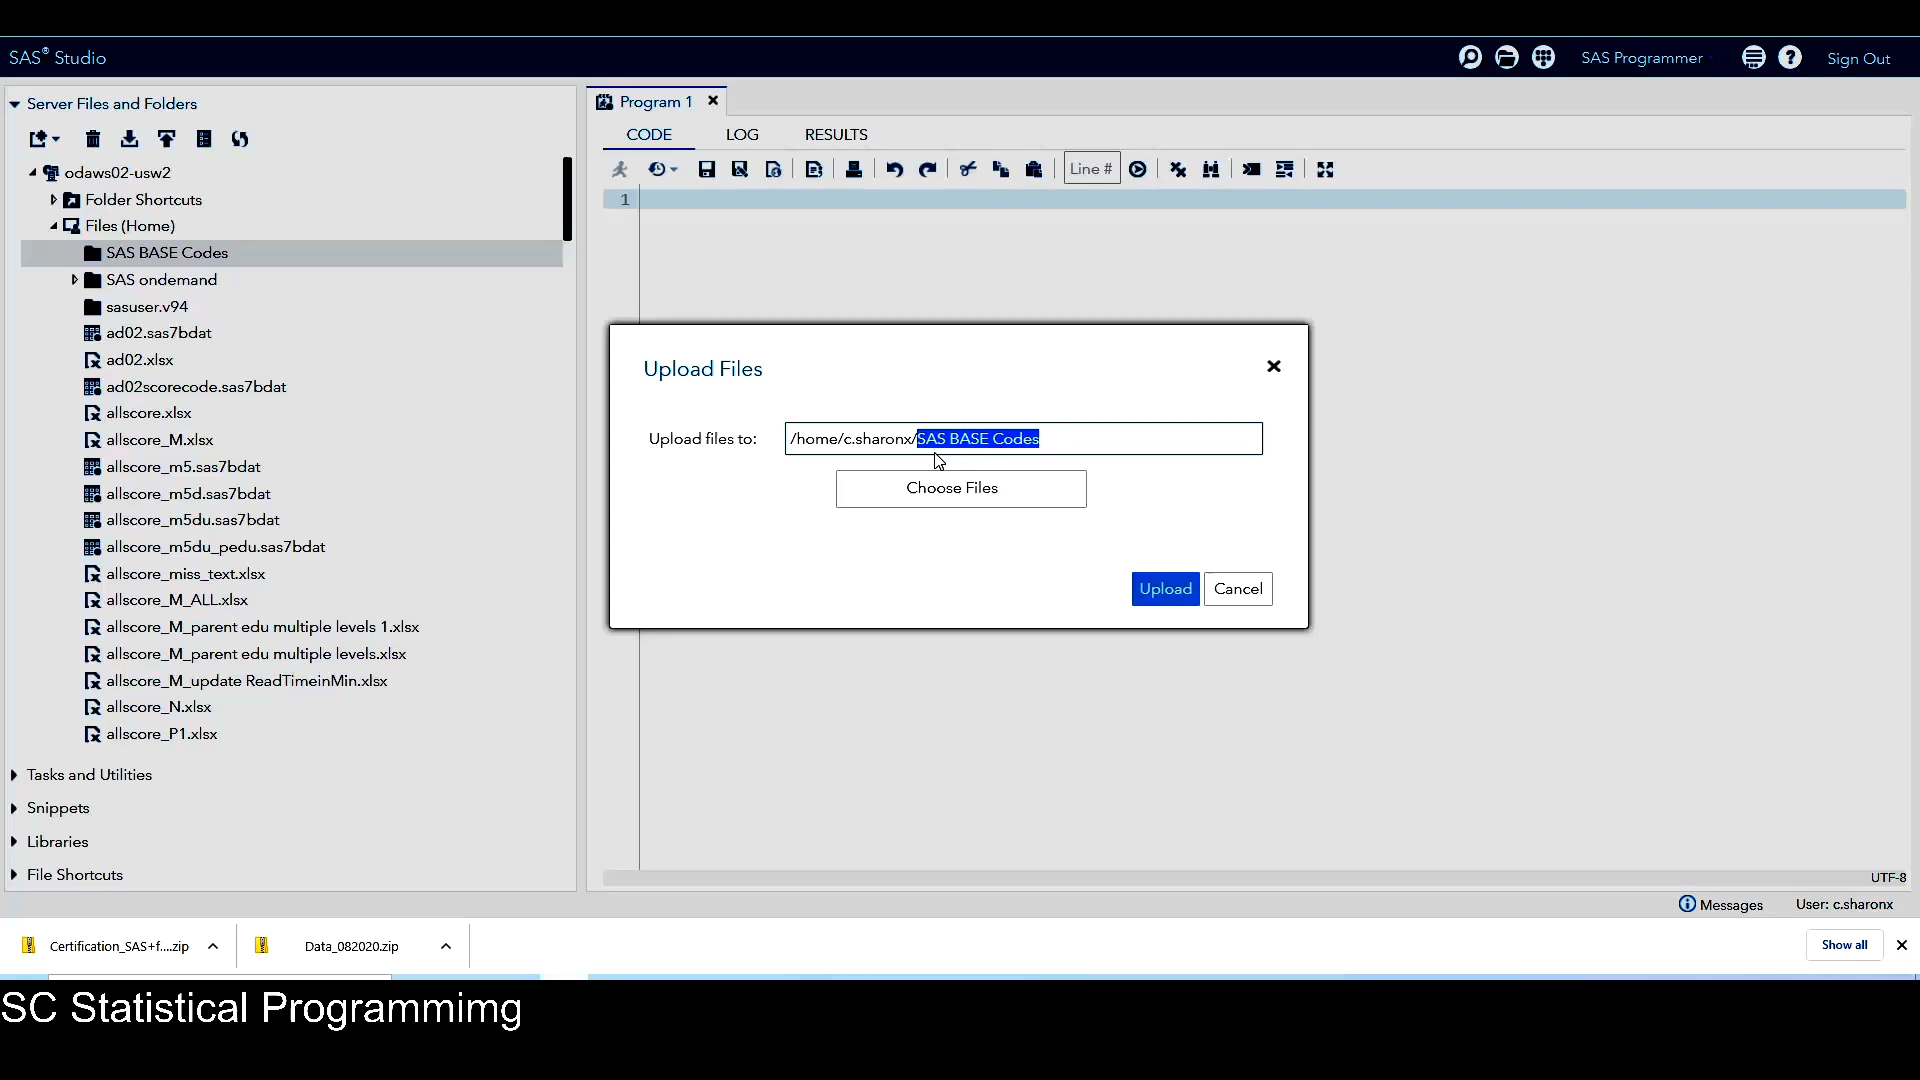 SAS® Studio
SAS Programmer
Sign Out
Server Files and Folders
odaws02-usw2
Folder Shortcuts
Files (Home)
SAS BASE Codes
SAS ondemand
sasuser.v94
ad02.sas7bdat
ad02.xlsx
ad02scorecode.sas7bdat
allscore.xlsx
allscore_M.xlsx
allscore_m5.sas7bdat
allscore_m5d.sas7bdat
allscore_m5du.sas7bdat
allscore_m5du_pedu.sas7bdat
allscore_miss_text.xlsx
allscore_M_ALL.xlsx
allscore_M_parent edu multiple levels 1.xlsx
allscore_M_parent edu multiple levels.xlsx
allscore_M_update ReadTimeinMin.xlsx
allscore_N.xlsx
allscore_P1.xlsx
Tasks and Utilities
Snippets
Libraries
File Shortcuts
Program 1
CODE LOG RESULTS
Line #
1
Upload Files
Upload files to: /home/c.sharonx/SAS BASE Codes
Choose Files
Upload Cancel
UTF-8
Messages User: c.sharonx
Certification_SAS+f....zip Data_082020.zip Show all
SC Statistical Programmimg